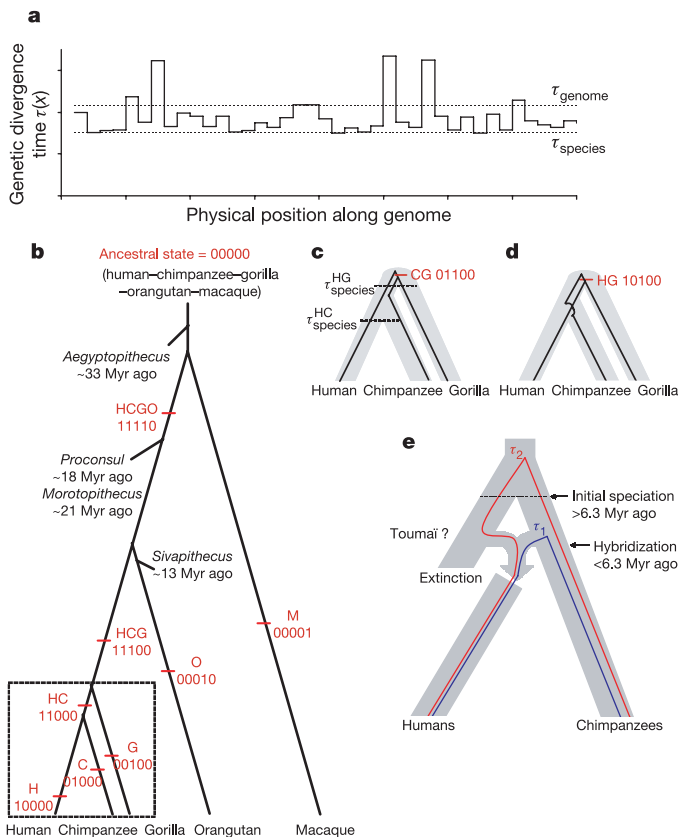 a
Genetic divergence
time τ(x)
τgenome
τspecies
Physical position along genome
b
Ancestral state = 00000
(human–chimpanzee–gorilla
–orangutan–macaque)
Aegyptopithecus
~33 Myr ago
HCGO
11110
Proconsul
~18 Myr ago
Morotopithecus
~21 Myr ago
Sivapithecus
~13 Myr ago
HCG
11100
M
00001
O
00010
HC
11000
G
00100
C
01000
H
10000
Human Chimpanzee Gorilla Orangutan Macaque
c
CG 01100
τHGspecies
τHCspecies
Human Chimpanzee Gorilla
d
HG 10100
Human Chimpanzee Gorilla
e
τ2
Initial speciation
>6.3 Myr ago
Toumaï ?
τ1
Hybridization
<6.3 Myr ago
Extinction
Humans
Chimpanzees